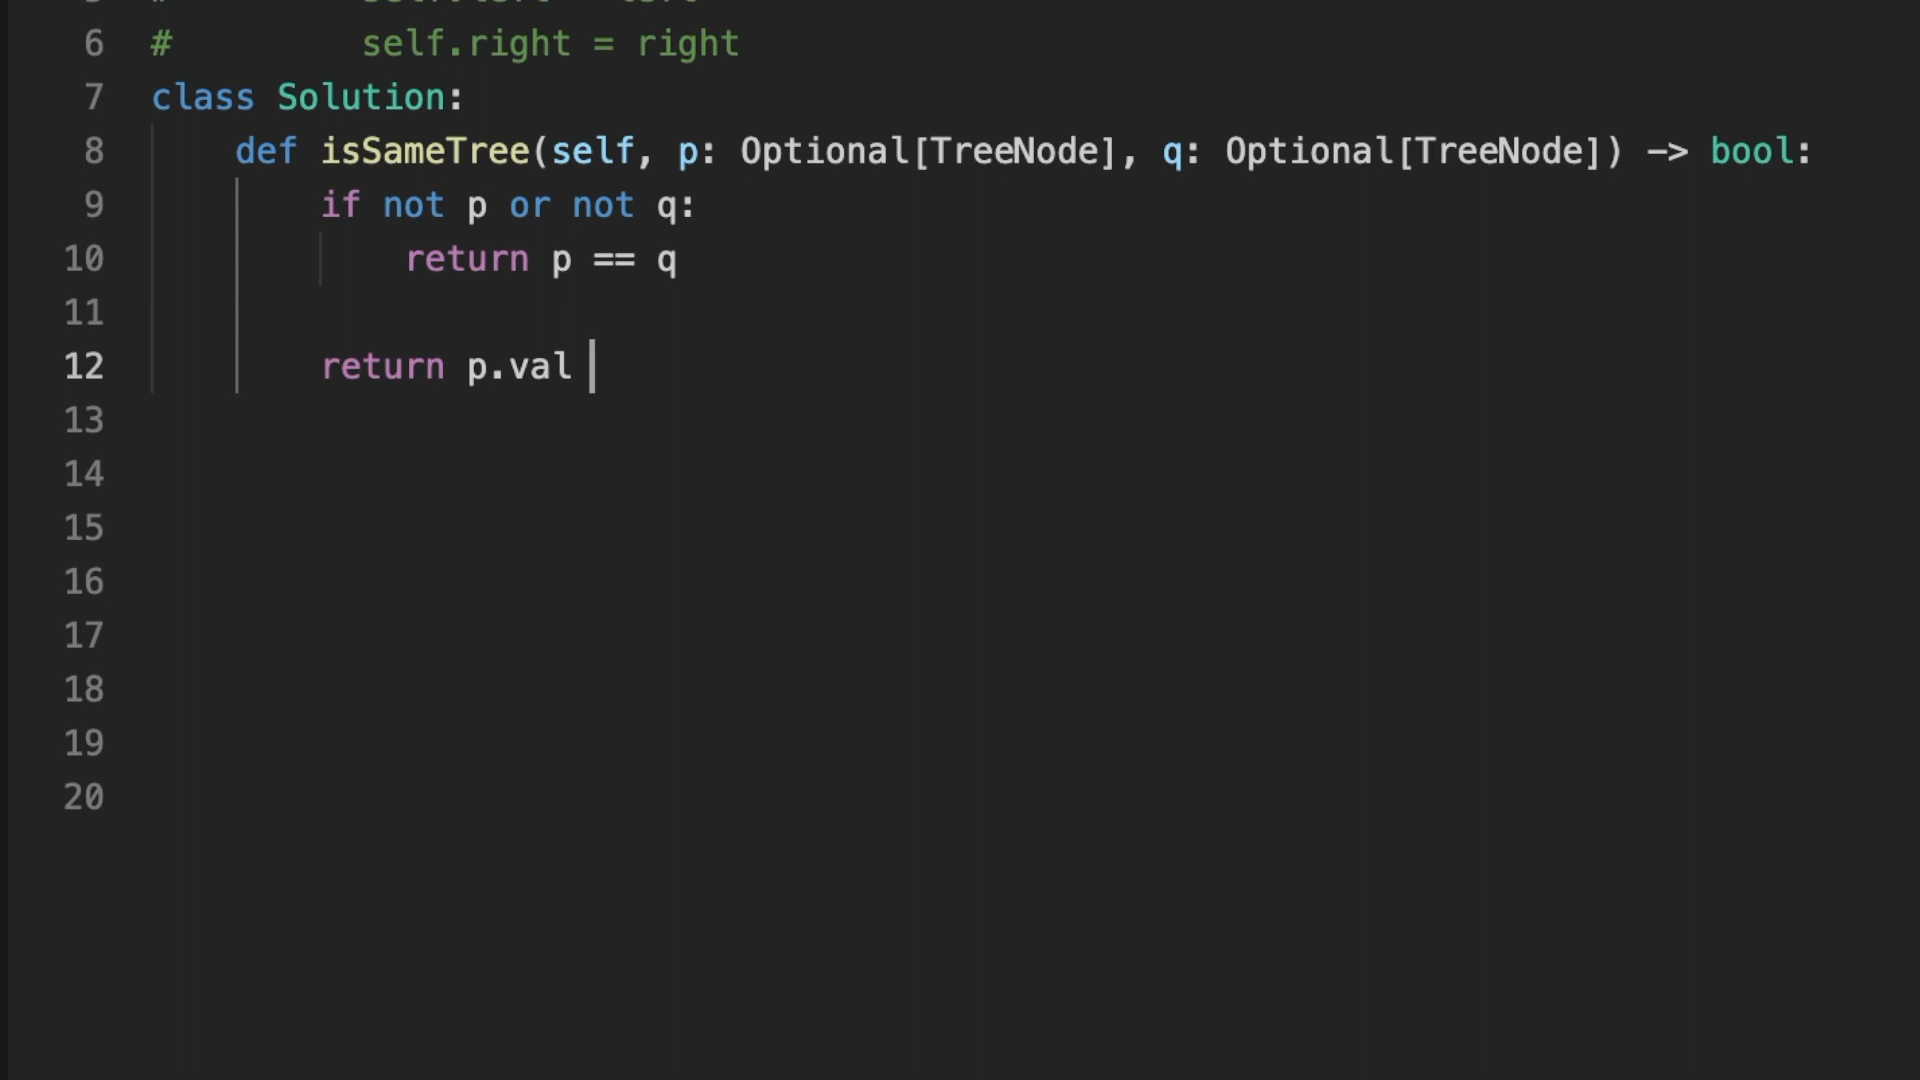 6 # self.right = right
7 class Solution:
8 def isSameTree(self, p: Optional[TreeNode], q: Optional[TreeNode]) -> bool:
9 if not p or not q:
10 return p == q
11
12 return p.val
13
14
15
16
17
18
19
20